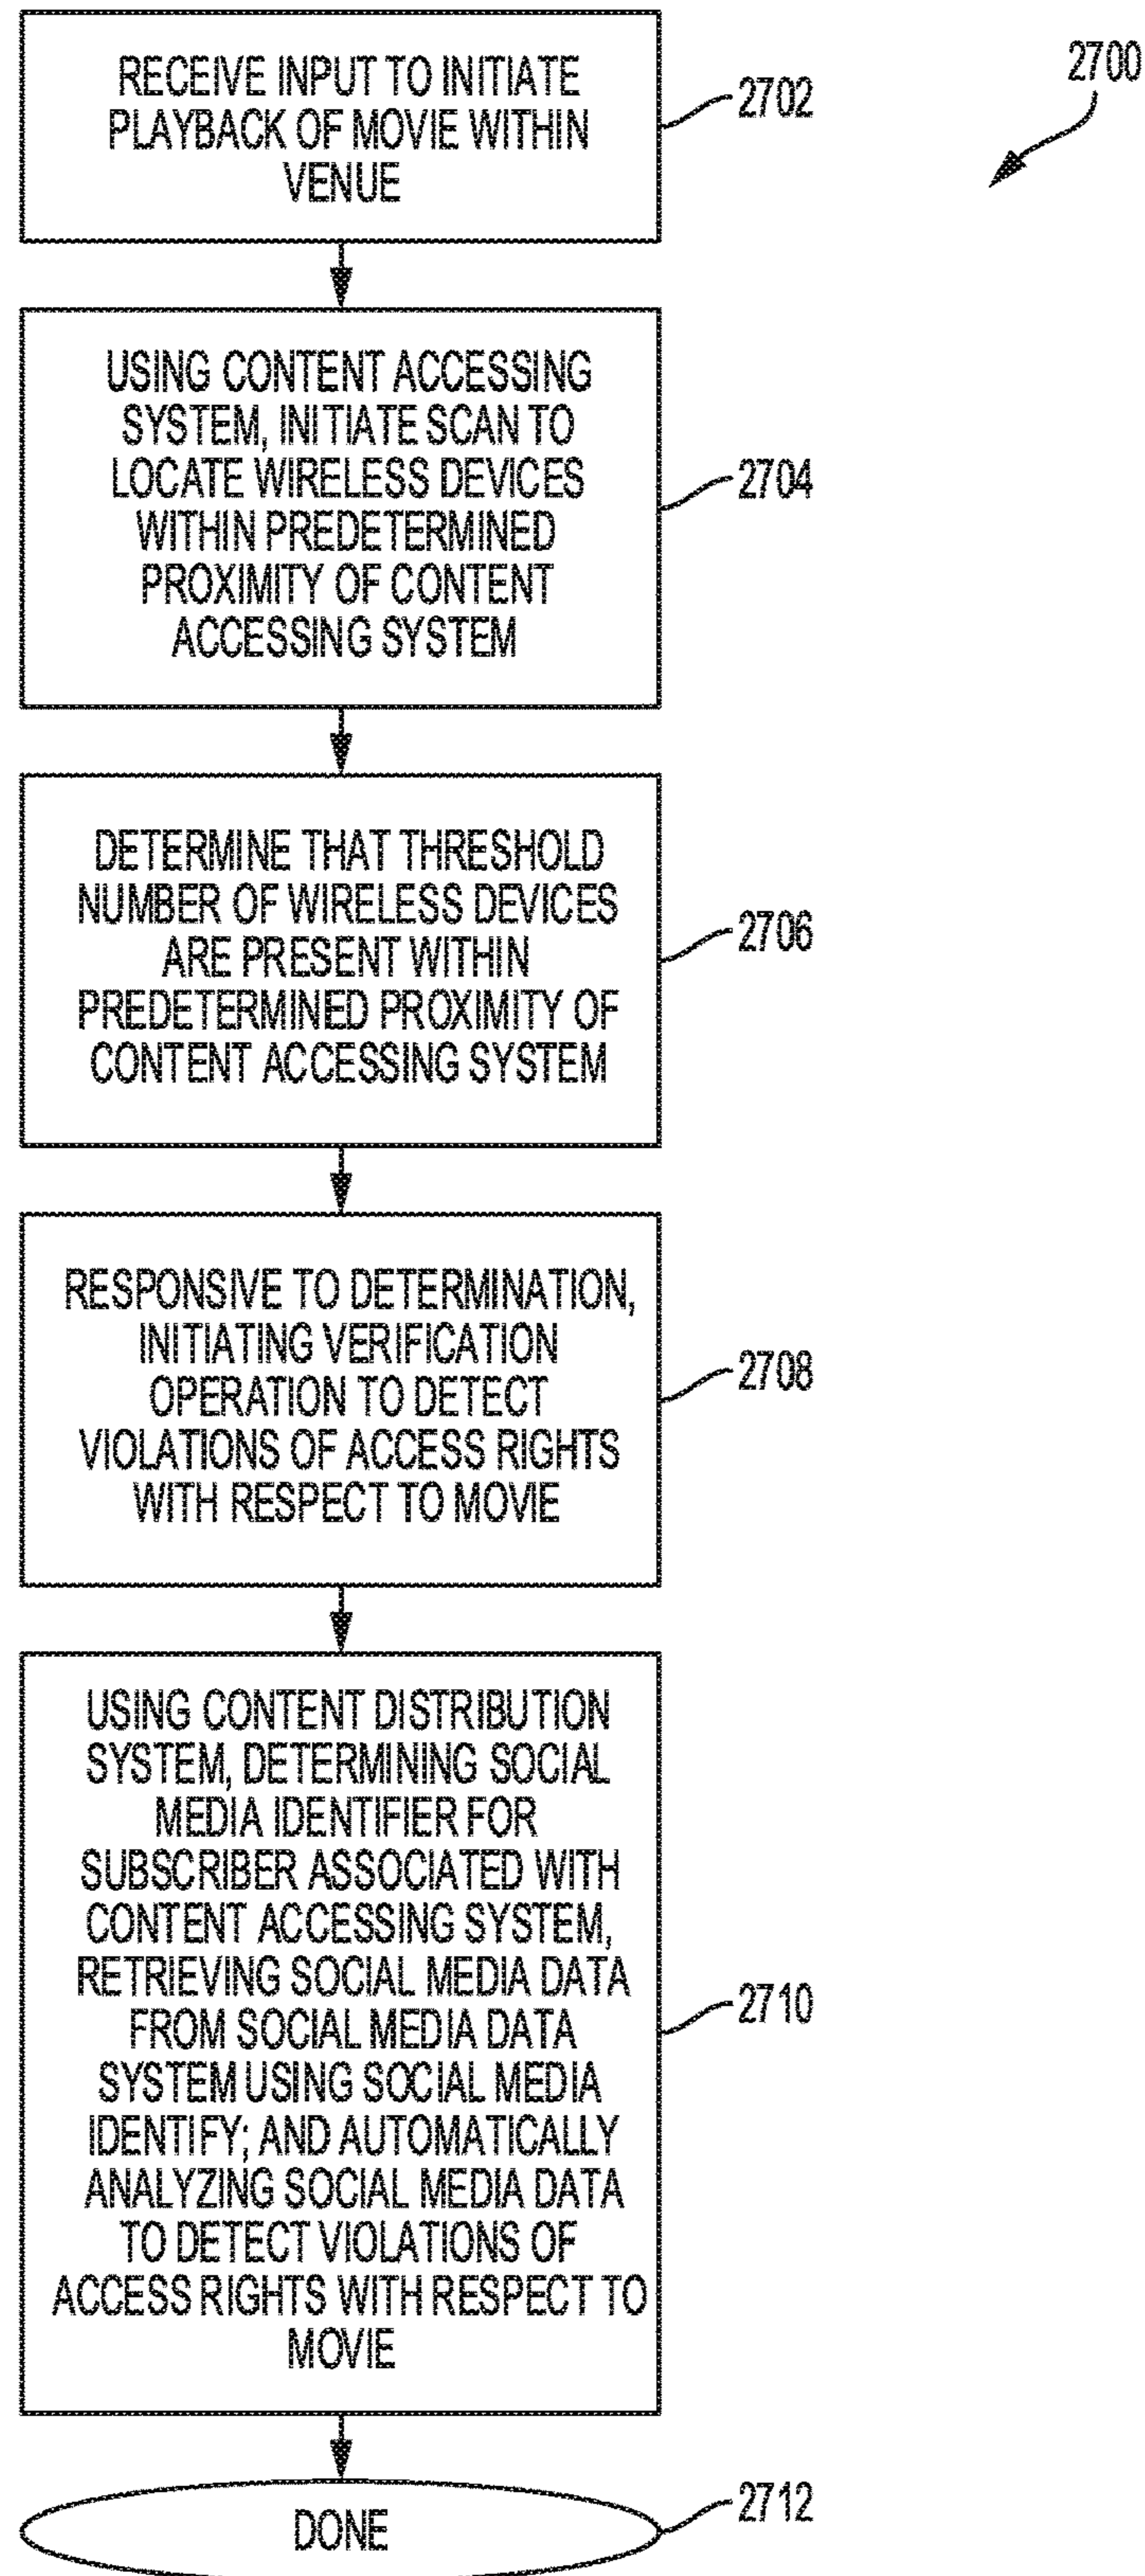 2700
RECEIVE INPUT TO INITIATE
PLAYBACK OF MOVIE WITHIN
VENUE
2702
USING CONTENT ACCESSING
SYSTEM, INITIATE SCAN TO
LOCATE WIRELESS DEVICES
WITHIN PREDETERMINED
PROXIMITY OF CONTENT
ACCESSING SYSTEM
2704
DETERMINE THAT THRESHOLD
NUMBER OF WIRELESS DEVICES
ARE PRESENT WITHIN
PREDETERMINED PROXIMITY OF
CONTENT ACCESSING SYSTEM
2706
RESPONSIVE TO DETERMINATION,
INITIATING VERIFICATION
OPERATION TO DETECT
VIOLATIONS OF ACCESS RIGHTS
WITH RESPECT TO MOVIE
2708
USING CONTENT DISTRIBUTION
SYSTEM, DETERMINING SOCIAL
MEDIA IDENTIFIER FOR
SUBSCRIBER ASSOCIATED WITH
CONTENT ACCESSING SYSTEM,
RETRIEVING SOCIAL MEDIA DATA
FROM SOCIAL MEDIA DATA
SYSTEM USING SOCIAL MEDIA
IDENTIFY; AND AUTOMATICALLY
ANALYZING SOCIAL MEDIA DATA
TO DETECT VIOLATIONS OF
ACCESS RIGHTS WITH RESPECT TO
MOVIE
2710
DONE
2712